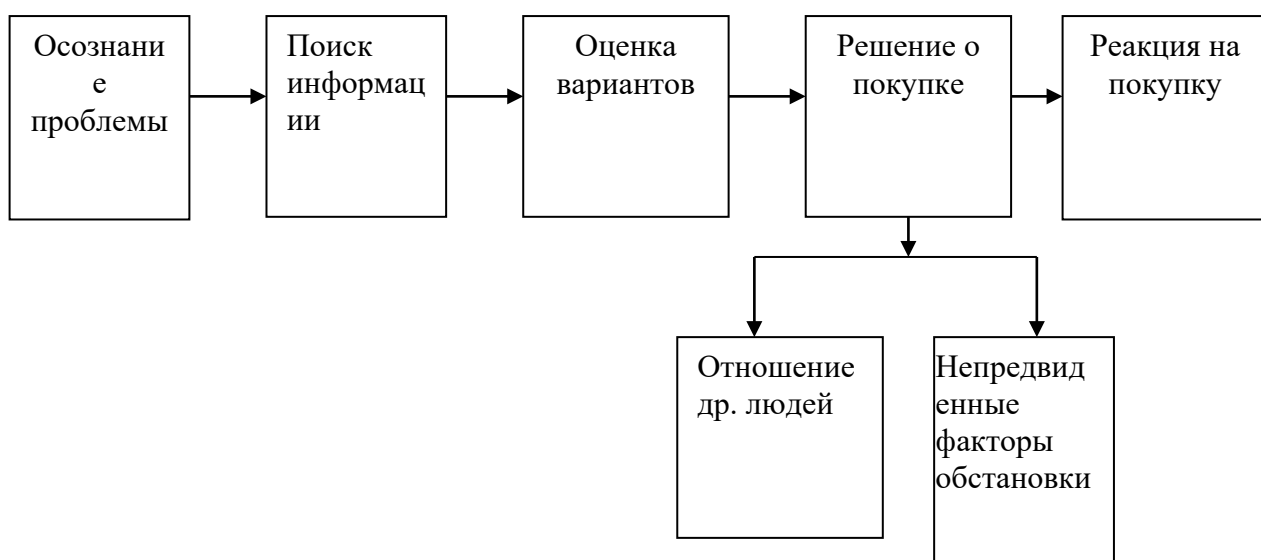 Осознани
е
проблемы
Поиск
информац
ии
Оценка
вариантов
Решение о
покупке
Реакция на
покупку
Отношение
др. людей
Непредвид
енные
факторы
обстановки